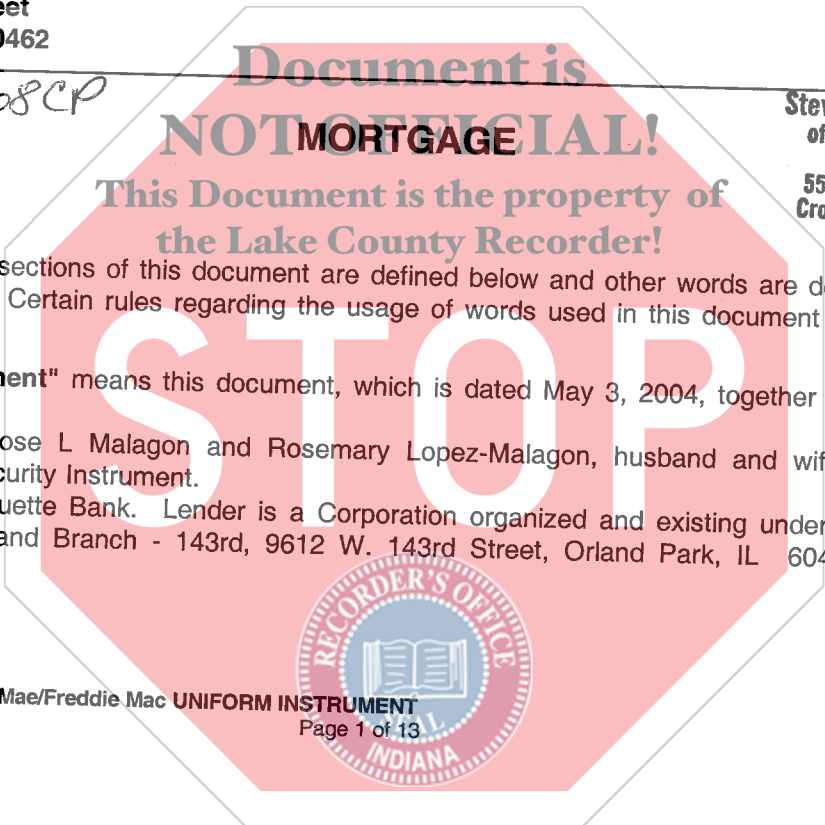 eet
0462
08CP
Document is
NOT OFFICIAL!
MORTGAGE
This Document is the property of
the Lake County Recorder!
Stev
of
55
Cro
sections of this document are defined below and other words are d
Certain rules regarding the usage of words used in this document
STOP
ment" means this document, which is dated May 3, 2004, together
ose L Malagon and Rosemary Lopez-Malagon, husband and wif
curity Instrument.
uette Bank. Lender is a Corporation organized and existing under
and Branch - 143rd, 9612 W. 143rd Street, Orland Park, IL 604
RECORDER'S OFFICE
SEAL
INDIANA
Mae/Freddie Mac UNIFORM INSTRUMENT
Page 1 of 13